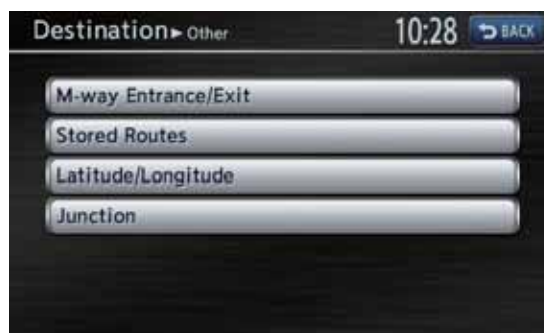 Destination ▸ Other 10:28 BACK
M-way Entrance/Exit
Stored Routes
Latitude/Longitude
Junction